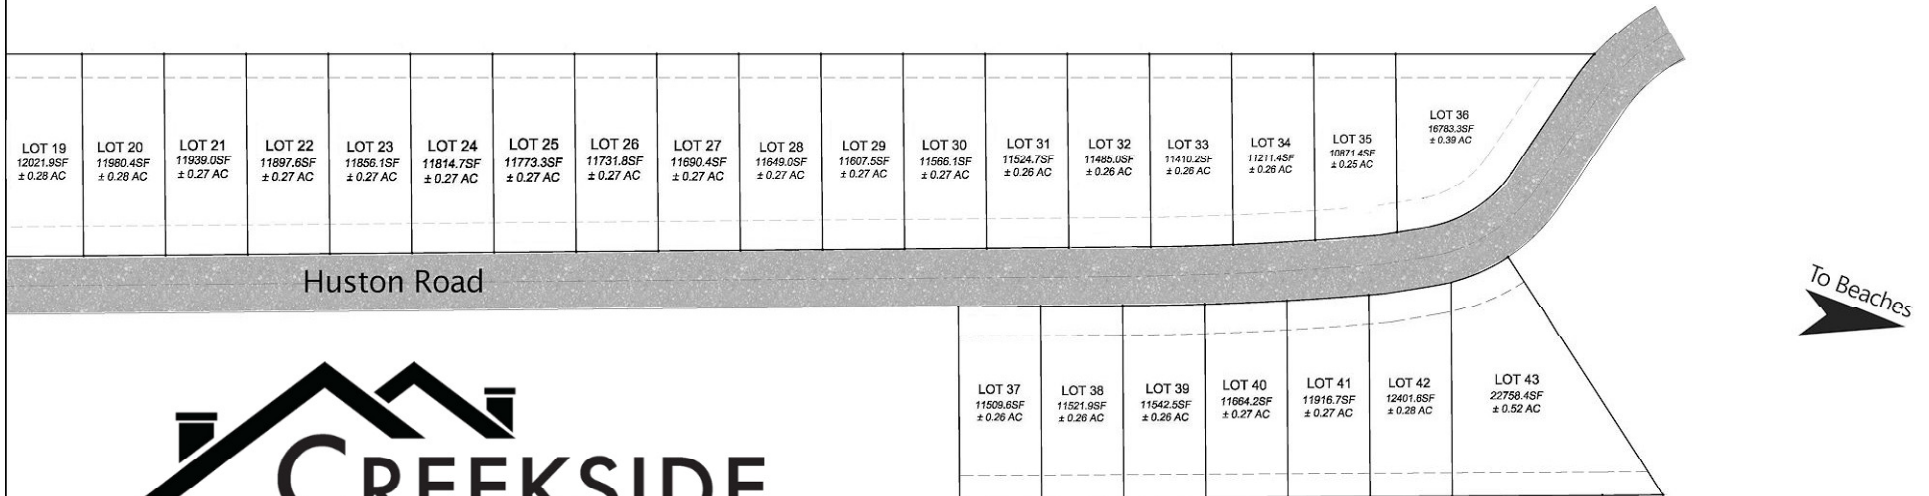 LOT 19
12021.9SF
± 0.28 AC
LOT 20
11980.4SF
± 0.28 AC
LOT 21
11939.0SF
± 0.27 AC
LOT 22
11897.6SF
± 0.27 AC
LOT 23
11856.1SF
± 0.27 AC
LOT 24
11814.7SF
± 0.27 AC
LOT 25
11773.3SF
± 0.27 AC
LOT 26
11731.8SF
± 0.27 AC
LOT 27
11690.4SF
± 0.27 AC
LOT 28
11649.0SF
± 0.27 AC
LOT 29
11607.5SF
± 0.27 AC
LOT 30
11566.1SF
± 0.27 AC
LOT 31
11524.7SF
± 0.26 AC
LOT 32
11485.0SF
± 0.26 AC
LOT 33
11410.2SF
± 0.26 AC
LOT 34
11211.4SF
± 0.26 AC
LOT 35
10871.4SF
± 0.25 AC
LOT 36
16783.3SF
± 0.39 AC
Huston Road
To Beaches
LOT 37
11509.6SF
± 0.26 AC
LOT 38
11521.9SF
± 0.26 AC
LOT 39
11542.5SF
± 0.26 AC
LOT 40
11664.2SF
± 0.27 AC
LOT 41
11916.7SF
± 0.27 AC
LOT 42
12401.6SF
± 0.28 AC
LOT 43
22758.4SF
± 0.52 AC
CREEKSIDE